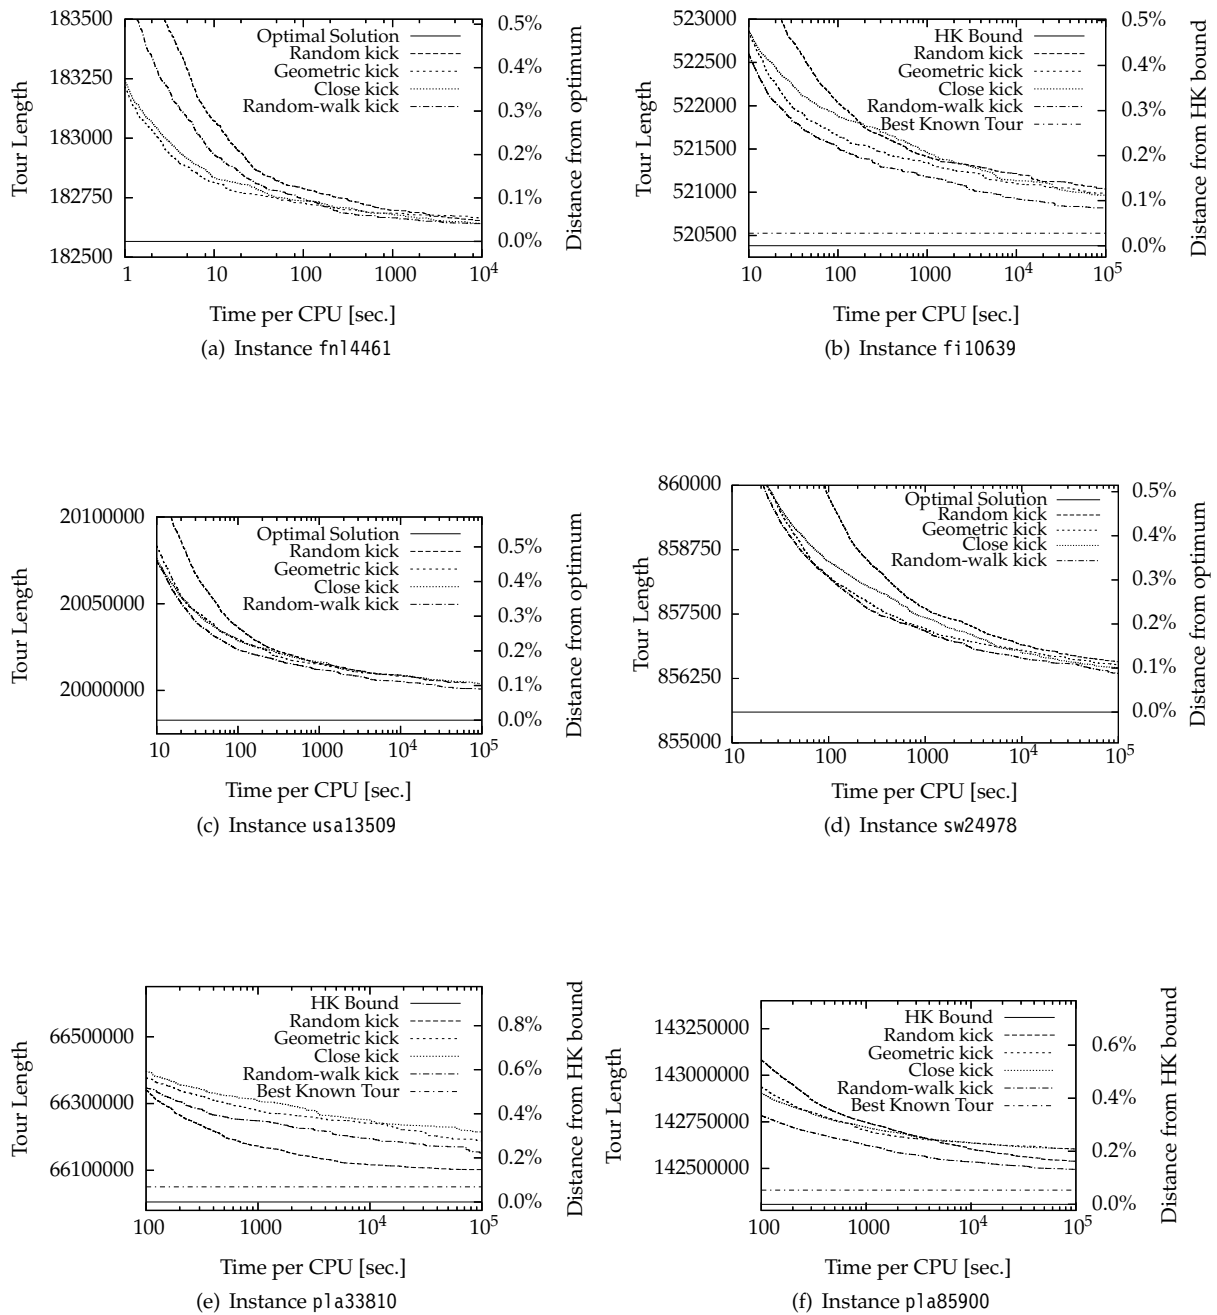 183500
183250
183000
182750
182500
Tour Length
Optimal Solution
Random kick
Geometric kick
Close kick
Random-walk kick
0.5%
0.4%
0.3%
0.2%
0.1%
0.0%
Distance from optimum
1 10 100 1000 10^4
Time per CPU [sec.]
(a) Instance fnl4461
523000
522500
522000
521500
521000
520500
Tour Length
HK Bound
Random kick
Geometric kick
Close kick
Random-walk kick
Best Known Tour
0.5%
0.4%
0.3%
0.2%
0.1%
0.0%
Distance from HK bound
10 100 1000 10^4 10^5
Time per CPU [sec.]
(b) Instance fi10639
20100000
20050000
20000000
Tour Length
Optimal Solution
Random kick
Geometric kick
Close kick
Random-walk kick
0.5%
0.4%
0.3%
0.2%
0.1%
0.0%
Distance from optimum
10 100 1000 10^4 10^5
Time per CPU [sec.]
(c) Instance usa13509
860000
858750
857500
856250
855000
Tour Length
Optimal Solution
Random kick
Geometric kick
Close kick
Random-walk kick
0.5%
0.4%
0.3%
0.2%
0.1%
0.0%
Distance from optimum
10 100 1000 10^4 10^5
Time per CPU [sec.]
(d) Instance sw24978
66500000
66300000
66100000
Tour Length
HK Bound
Random kick
Geometric kick
Close kick
Random-walk kick
Best Known Tour
0.8%
0.6%
0.4%
0.2%
0.0%
Distance from HK bound
100 1000 10^4 10^5
Time per CPU [sec.]
(e) Instance pla33810
143250000
143000000
142750000
142500000
Tour Length
HK Bound
Random kick
Geometric kick
Close kick
Random-walk kick
Best Known Tour
0.6%
0.4%
0.2%
0.0%
Distance from HK bound
100 1000 10^4 10^5
Time per CPU [sec.]
(f) Instance pla85900